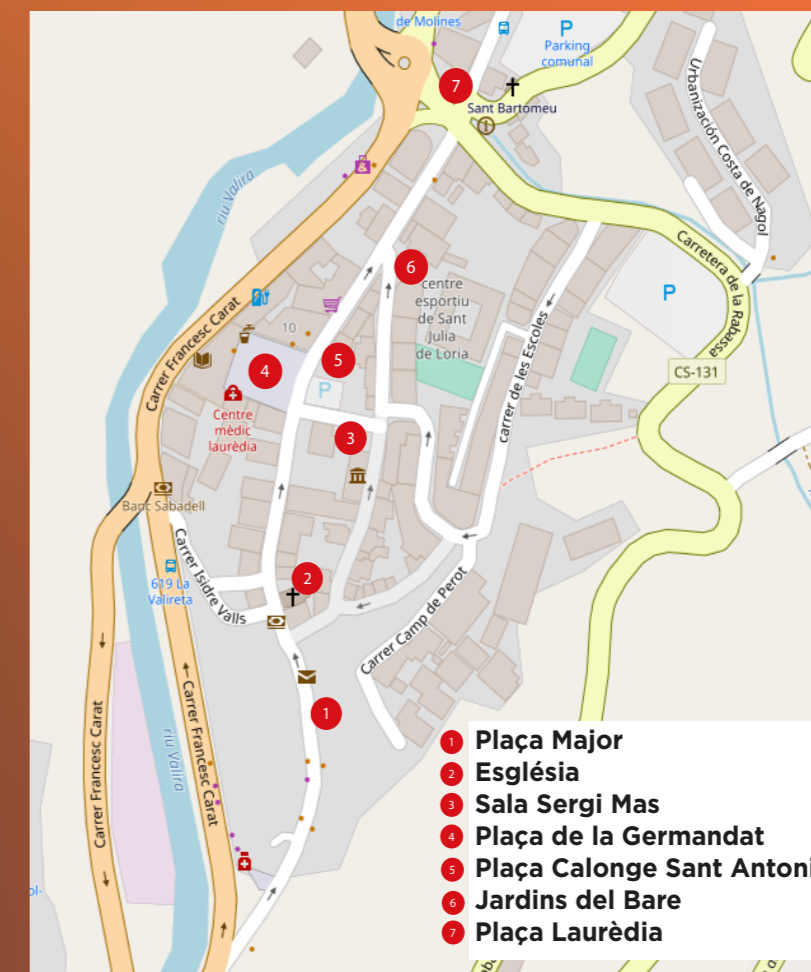 de Molines
P
Parking
comunal
7
Sant Bartomeu
Urbanización Costa de Nagol
riu Valira
&
6
centre
esportiu
de Sant
Julia
de Loria
Carretera de la Rabassa
P
Carrer Francesc Carat
10
5
4
P
CS-131
carrer de les Escoles
Centre
mèdic
laurèdia
3
Banc Sabadell
Carrer Isidre Valls
619 La
Valireta
2
Carrer Camp de Perot
1
Carrer Francesc Carat
Carrer Francesc Carat
riu Valira
1 Plaça Major
2 Església
3 Sala Sergi Mas
4 Plaça de la Germandat
5 Plaça Calonge Sant Antoni
6 Jardins del Bare
7 Plaça Laurèdia